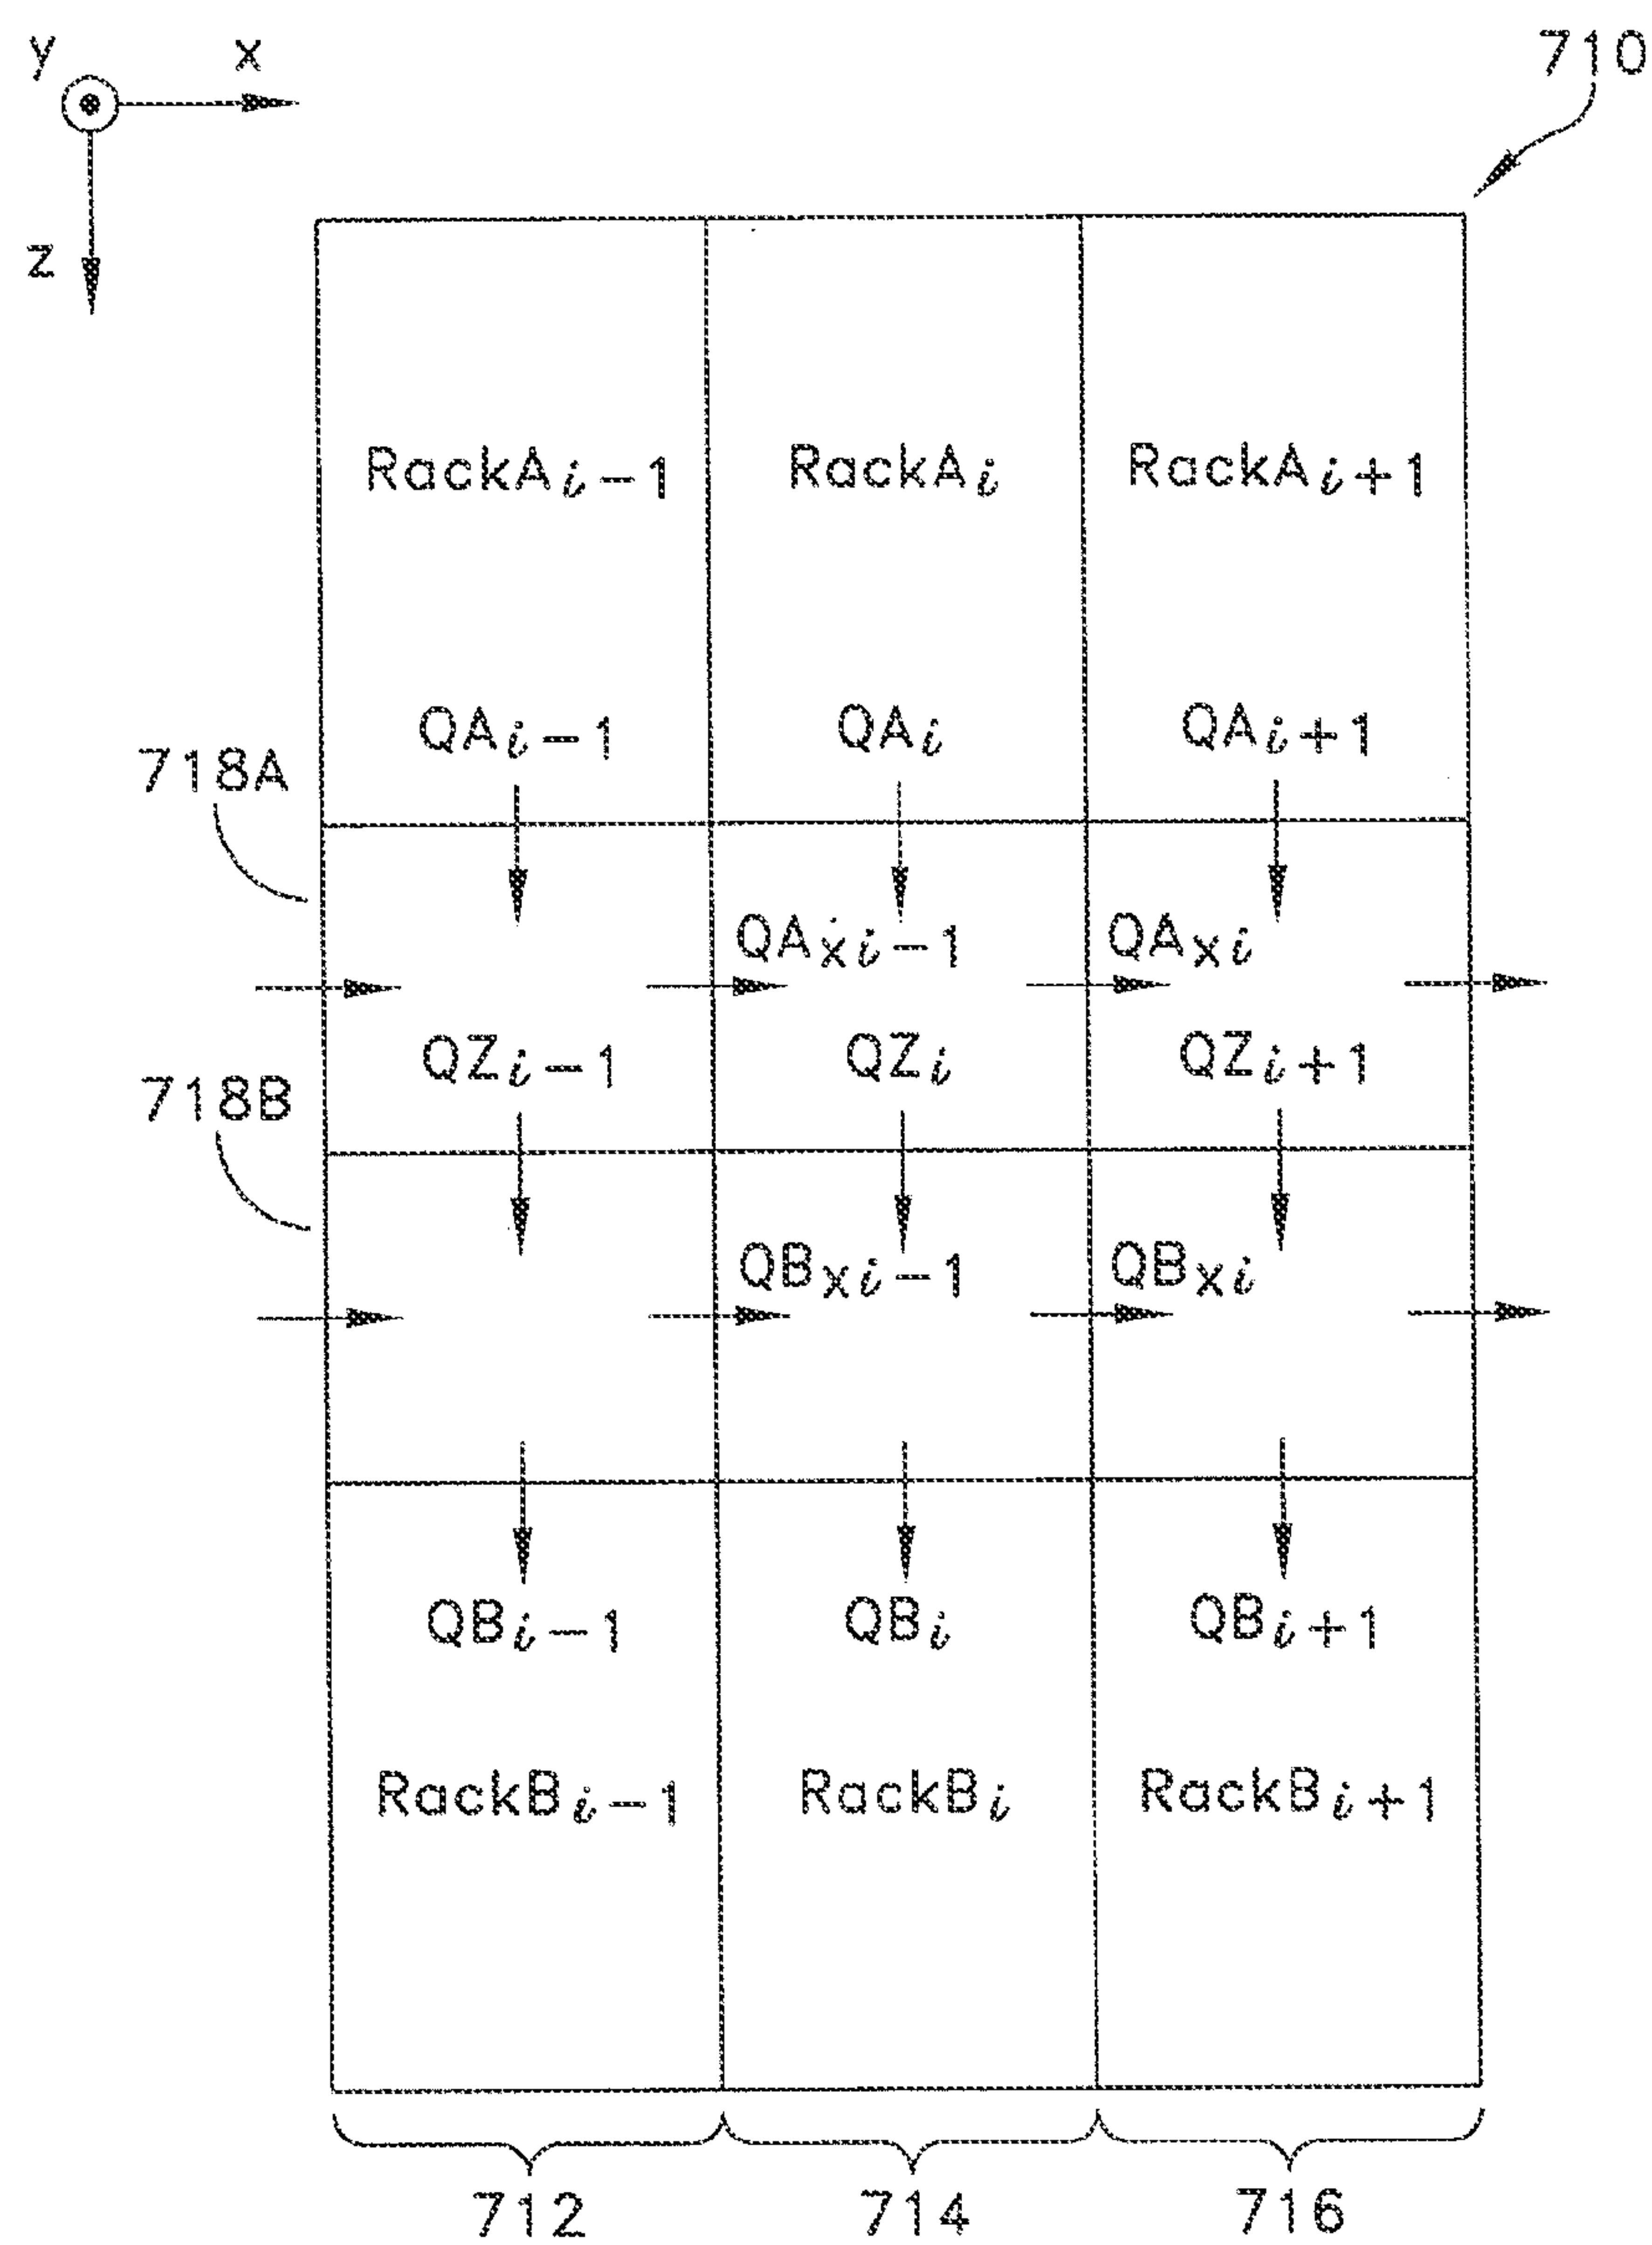 y x 710
z
RackAi-1 RackAi RackAi+1
QAi-1 QAi QAi+1
718A
QAxi-1 QAxi
QZi-1 QZi QZi+1
718B
QBxi-1 QBxi
QBi-1 QBi QBi+1
RackBi-1 RackBi RackBi+1
712 714 716